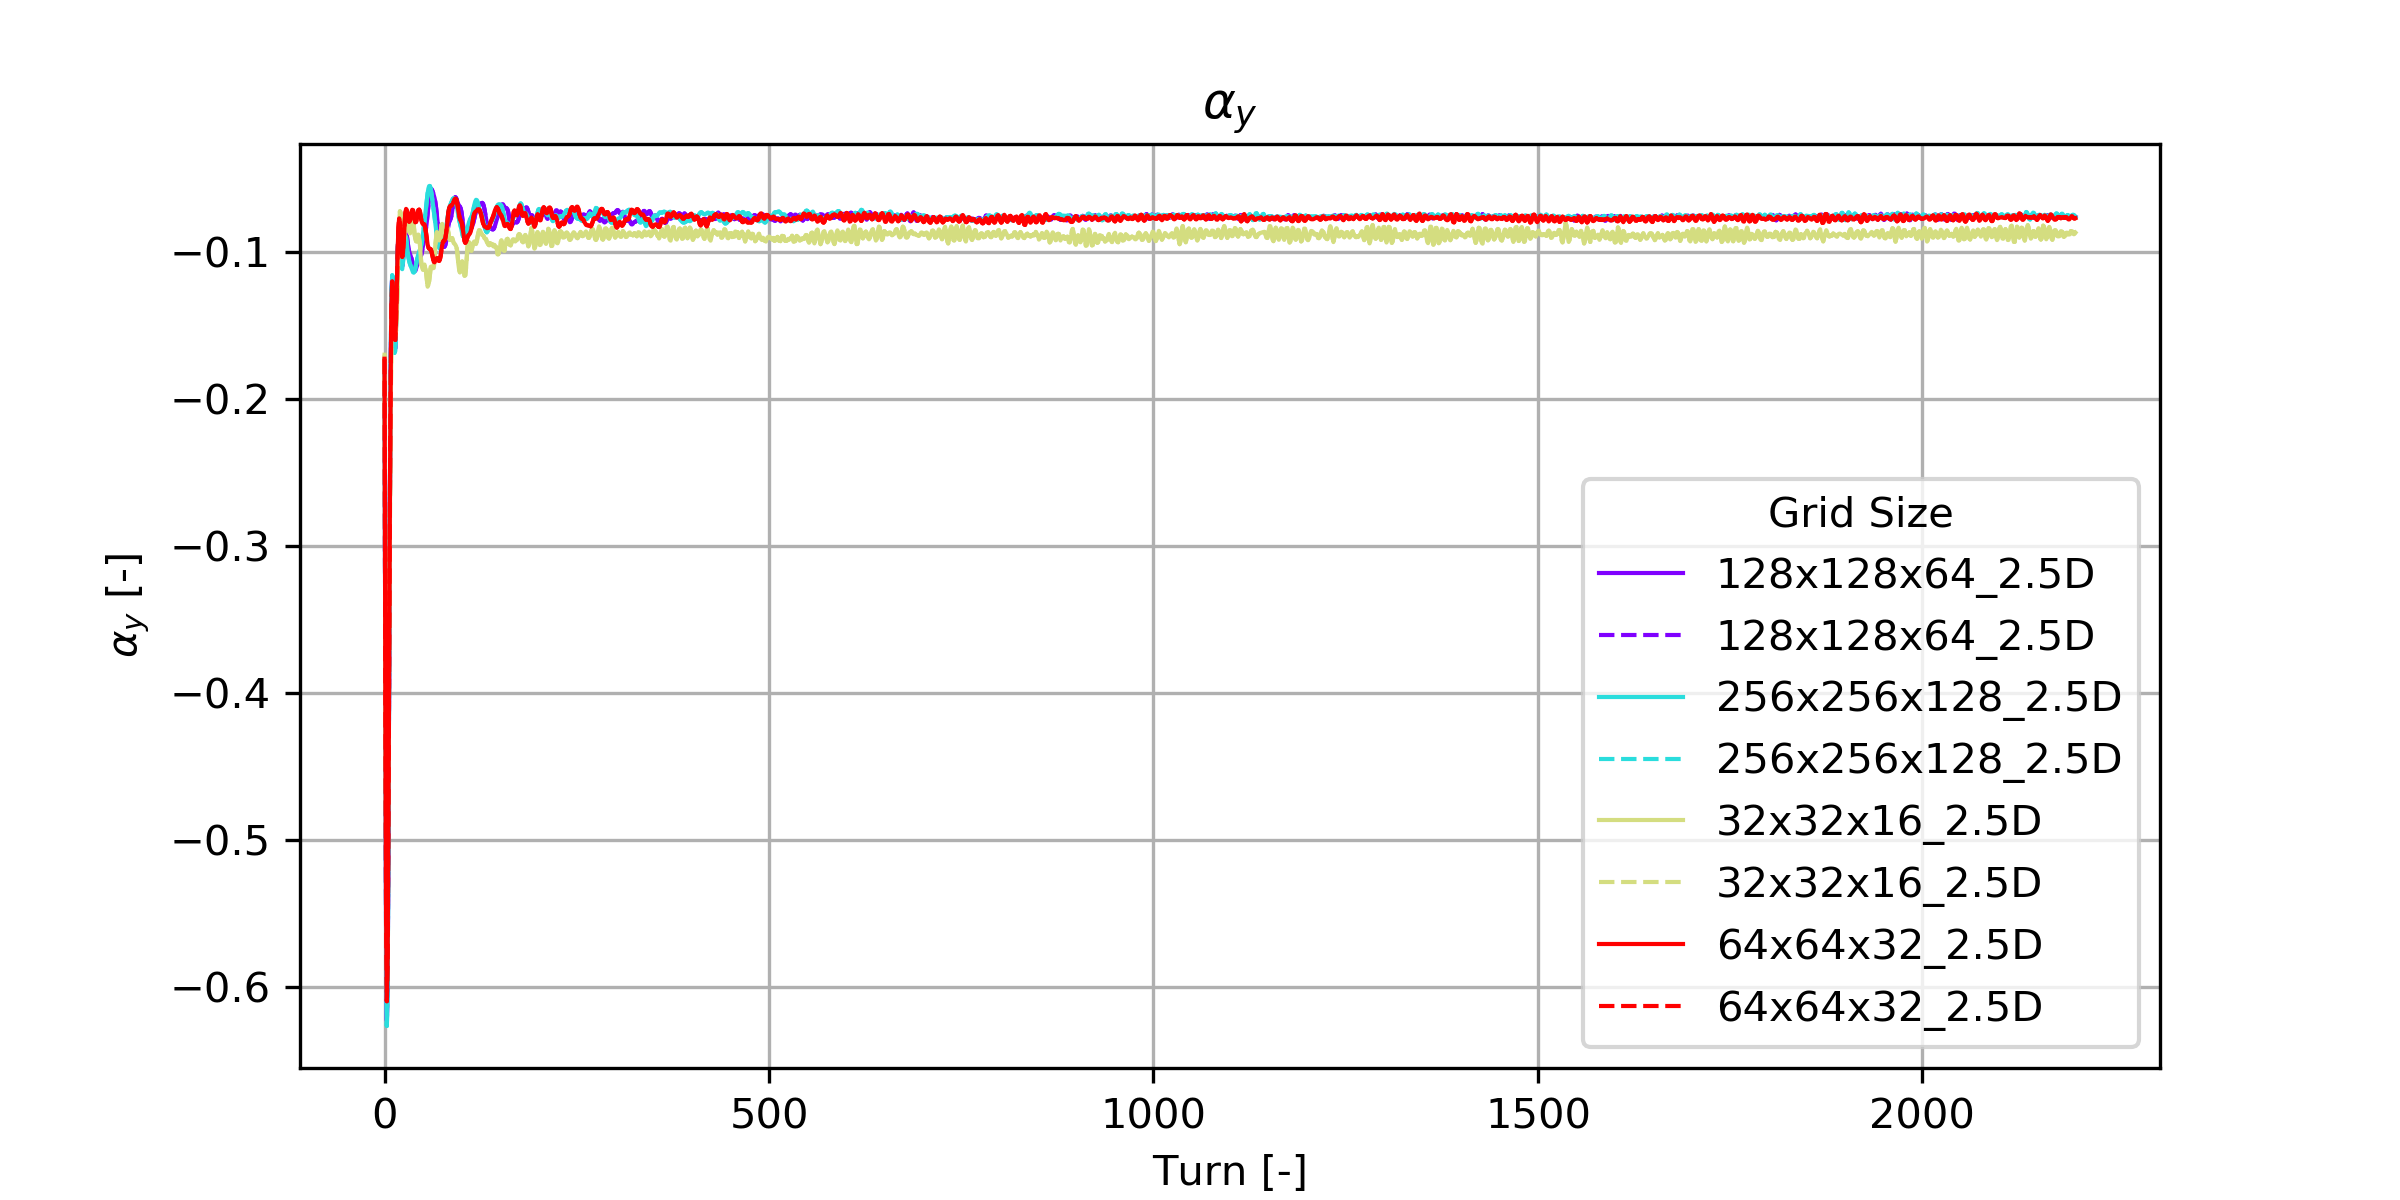 αy
αy [-]
−0.1
−0.2
−0.3
−0.4
−0.5
−0.6
Grid Size
128x128x64_2.5D
128x128x64_2.5D
256x256x128_2.5D
256x256x128_2.5D
32x32x16_2.5D
32x32x16_2.5D
64x64x32_2.5D
64x64x32_2.5D
0 500 1000 1500 2000
Turn [-]